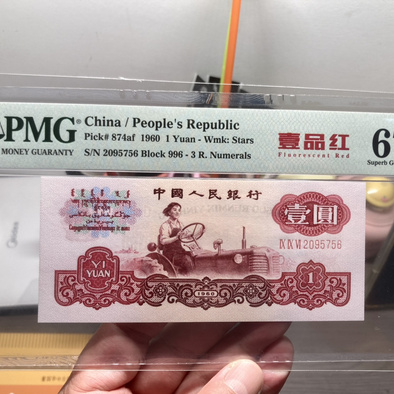 PMG
MONEY GUARANTY
China / People's Republic
Pick# 874af 1960 1 Yuan - Wmk: Stars
S/N 2095756 Block 996 - 3 R. Numerals
壹品红
Fluorescent Red
6
Superb G
中國人民銀行
壹圓
IX IX VI 2095756
YI
YUAN
1960
1